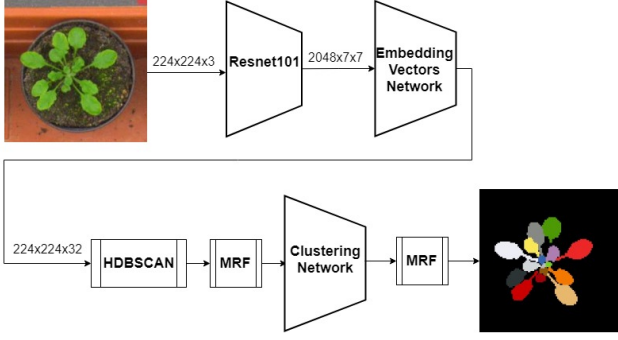 224x224x3
Resnet101
2048x7x7
Embedding
Vectors
Network
224x224x32
HDBSCAN
MRF
Clustering
Network
MRF